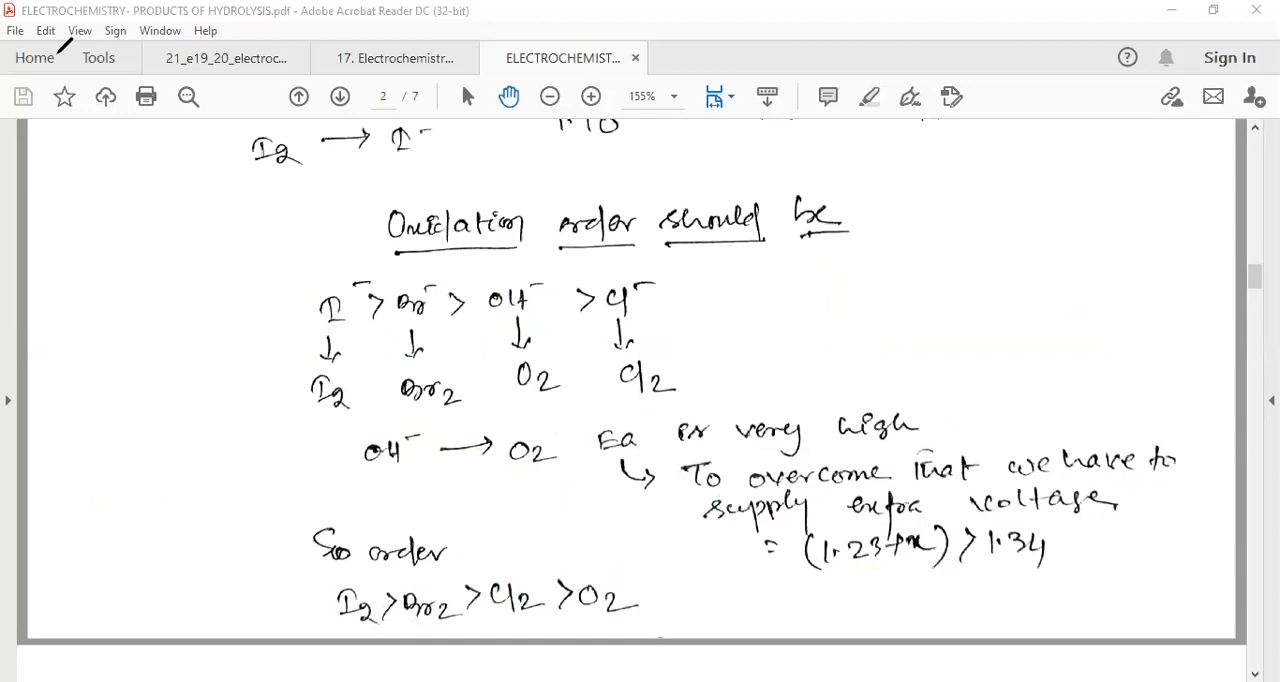 ELECTROCHEMISTRY- PRODUCTS OF HYDROLYSIS.pdf - Adobe Acrobat Reader DC (32-bit)
File Edit View Sign Window Help
Home Tools 21_e19_20_electroc... 17. Electrochemistr... ELECTROCHEMIST... × Sign In
2 / 7 155%
I2 → I⁻
Oxidation order should be
I⁻ > Br⁻ > OH⁻ > Cl⁻
↓ ↓ ↓ ↓
I2 Br2 O2 Cl2
OH⁻ → O2 Ea is very high
↳ To overcome that we have to
supply extra voltage
= (1.23+x) > 1.34
So order
I2 > Br2 > Cl2 > O2